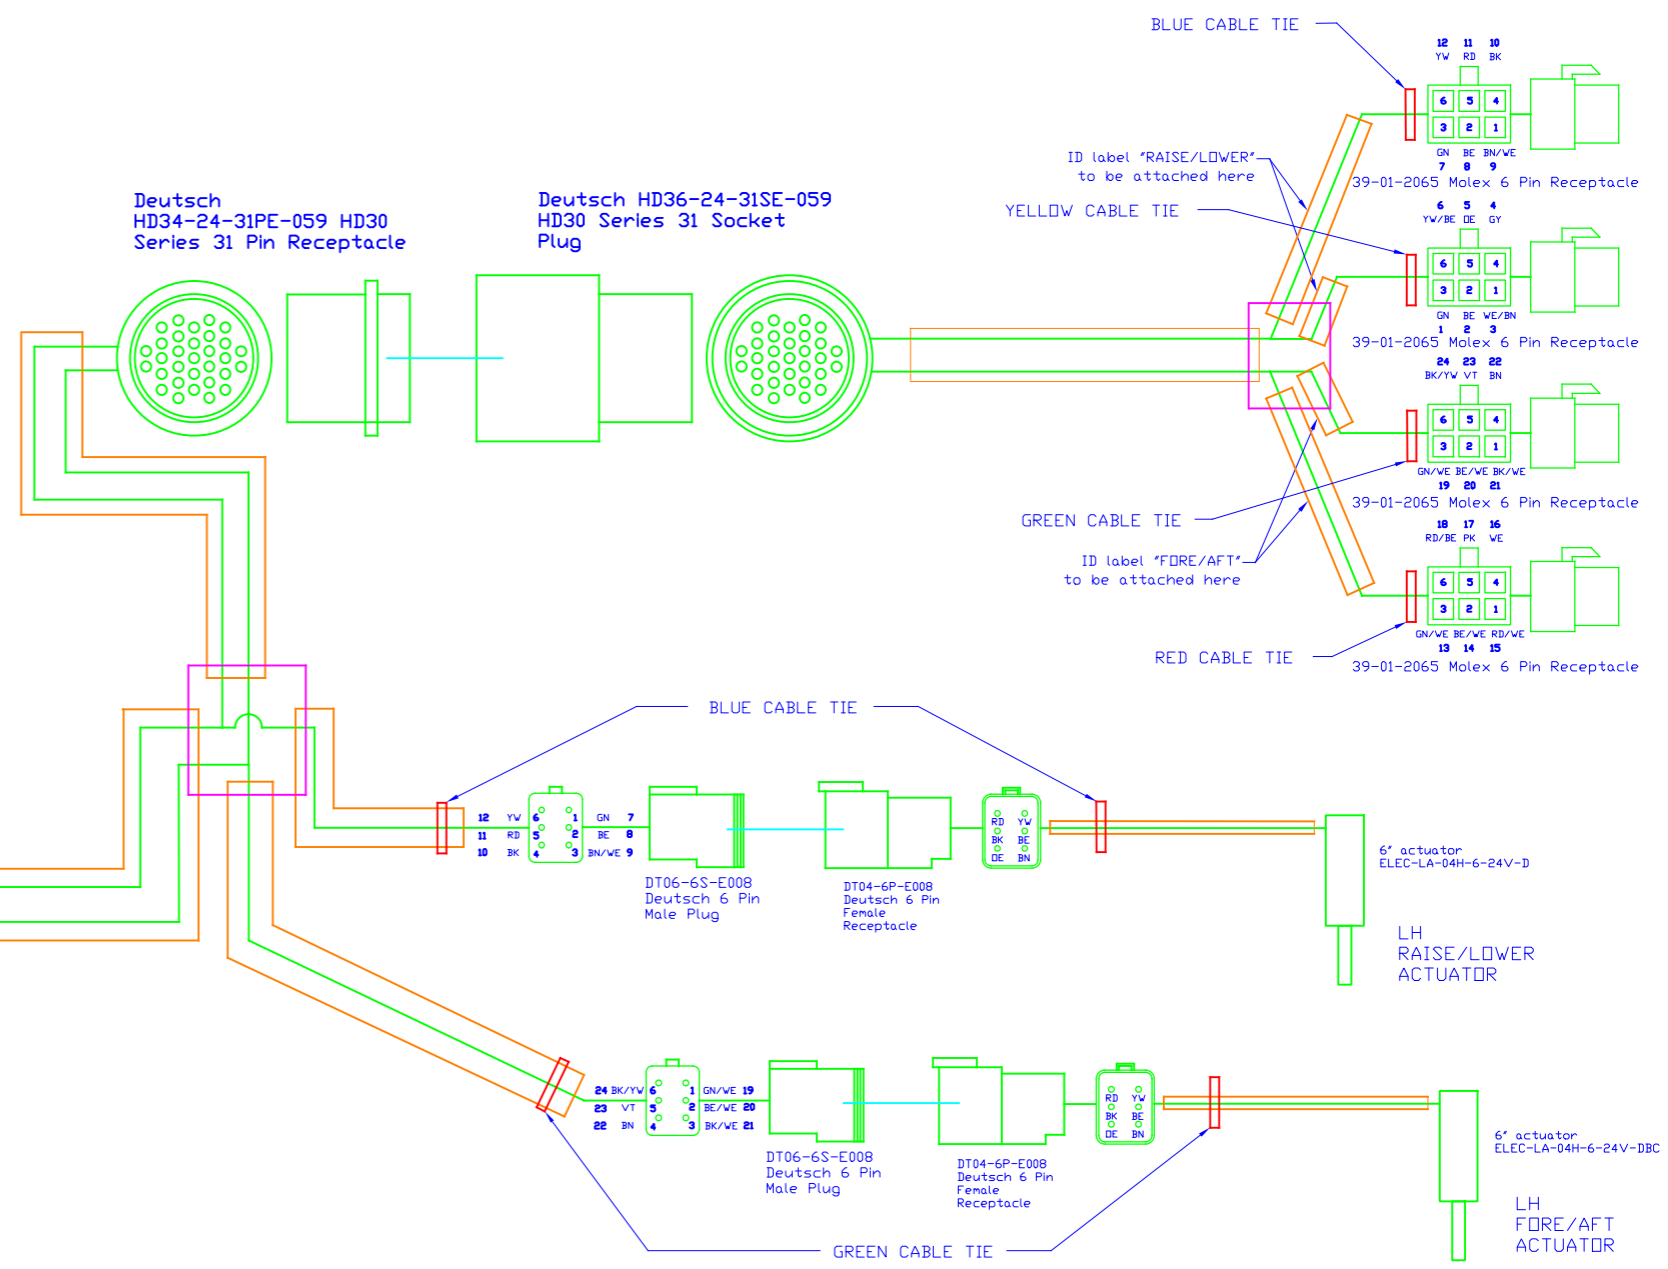 BLUE CABLE TIE
12 11 10
YW RD BK
6 5 4
3 2 1
GN BE BN/WE
7 8 9
39-01-2065 Molex 6 Pin Receptacle
ID label "RAISE/LOWER"
to be attached here
YELLOW CABLE TIE
6 5 4
YW/BE OE GY
6 5 4
3 2 1
GN BE WE/BN
1 2 3
39-01-2065 Molex 6 Pin Receptacle
Deutsch
HD34-24-31PE-059 HD30
Series 31 Pin Receptacle
Deutsch HD36-24-31SE-059
HD30 Series 31 Socket
Plug
24 23 22
BK/YW VT BN
6 5 4
3 2 1
GN/WE BE/WE BK/WE
19 20 21
39-01-2065 Molex 6 Pin Receptacle
GREEN CABLE TIE
ID label "FORE/AFT"
to be attached here
18 17 16
RD/BE PK WE
6 5 4
3 2 1
GN/WE BE/WE RD/WE
13 14 15
39-01-2065 Molex 6 Pin Receptacle
RED CABLE TIE
BLUE CABLE TIE
12 YW 6 1 GN 7
11 RD 5 2 BE 8
10 BK 4 3 BN/WE 9
DT06-6S-E008
Deutsch 6 Pin
Male Plug
RD YW
BK BE
OE BN
DT04-6P-E008
Deutsch 6 Pin
Female
Receptacle
6" actuator
ELEC-LA-04H-6-24V-D
LH
RAISE/LOWER
ACTUATOR
24 BK/YW 6 1 GN/WE 19
23 VT 5 2 BE/WE 20
22 BN 4 3 BK/WE 21
DT06-6S-E008
Deutsch 6 Pin
Male Plug
RD YW
BK BE
OE BN
DT04-6P-E008
Deutsch 6 Pin
Female
Receptacle
6" actuator
ELEC-LA-04H-6-24V-DBC
LH
FORE/AFT
ACTUATOR
GREEN CABLE TIE